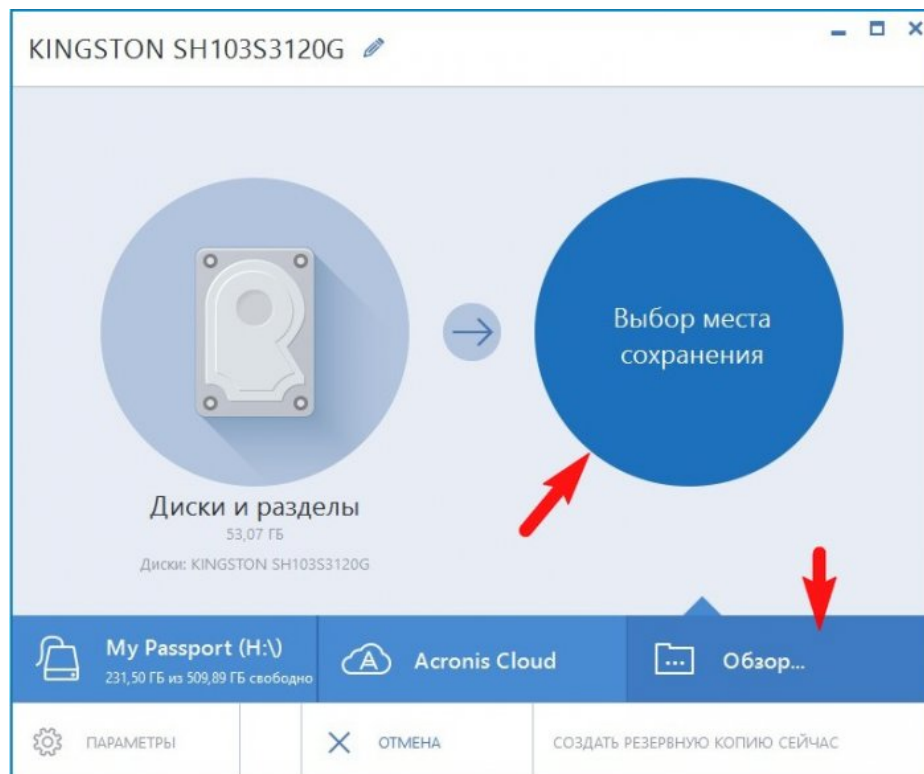 KINGSTON SH103S3120G
Выбор места
сохранения
Диски и разделы
53,07 ГБ
Диски: KINGSTON SH103S3120G
My Passport (H:\)
231,50 ГБ из 509,89 ГБ свободно
Acronis Cloud
Обзор...
ПАРАМЕТРЫ
ОТМЕНА
СОЗДАТЬ РЕЗЕРВНУЮ КОПИЮ СЕЙЧАС